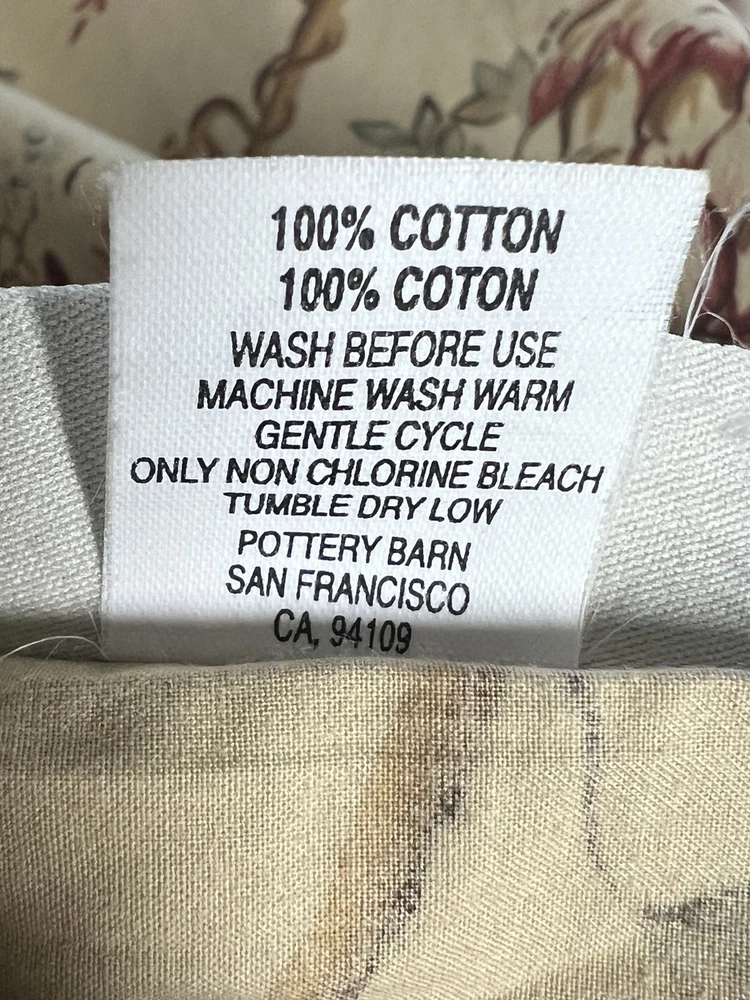 100% COTTON
100% COTON
WASH BEFORE USE
MACHINE WASH WARM
GENTLE CYCLE
ONLY NON CHLORINE BLEACH
TUMBLE DRY LOW
POTTERY BARN
SAN FRANCISCO
CA, 94109